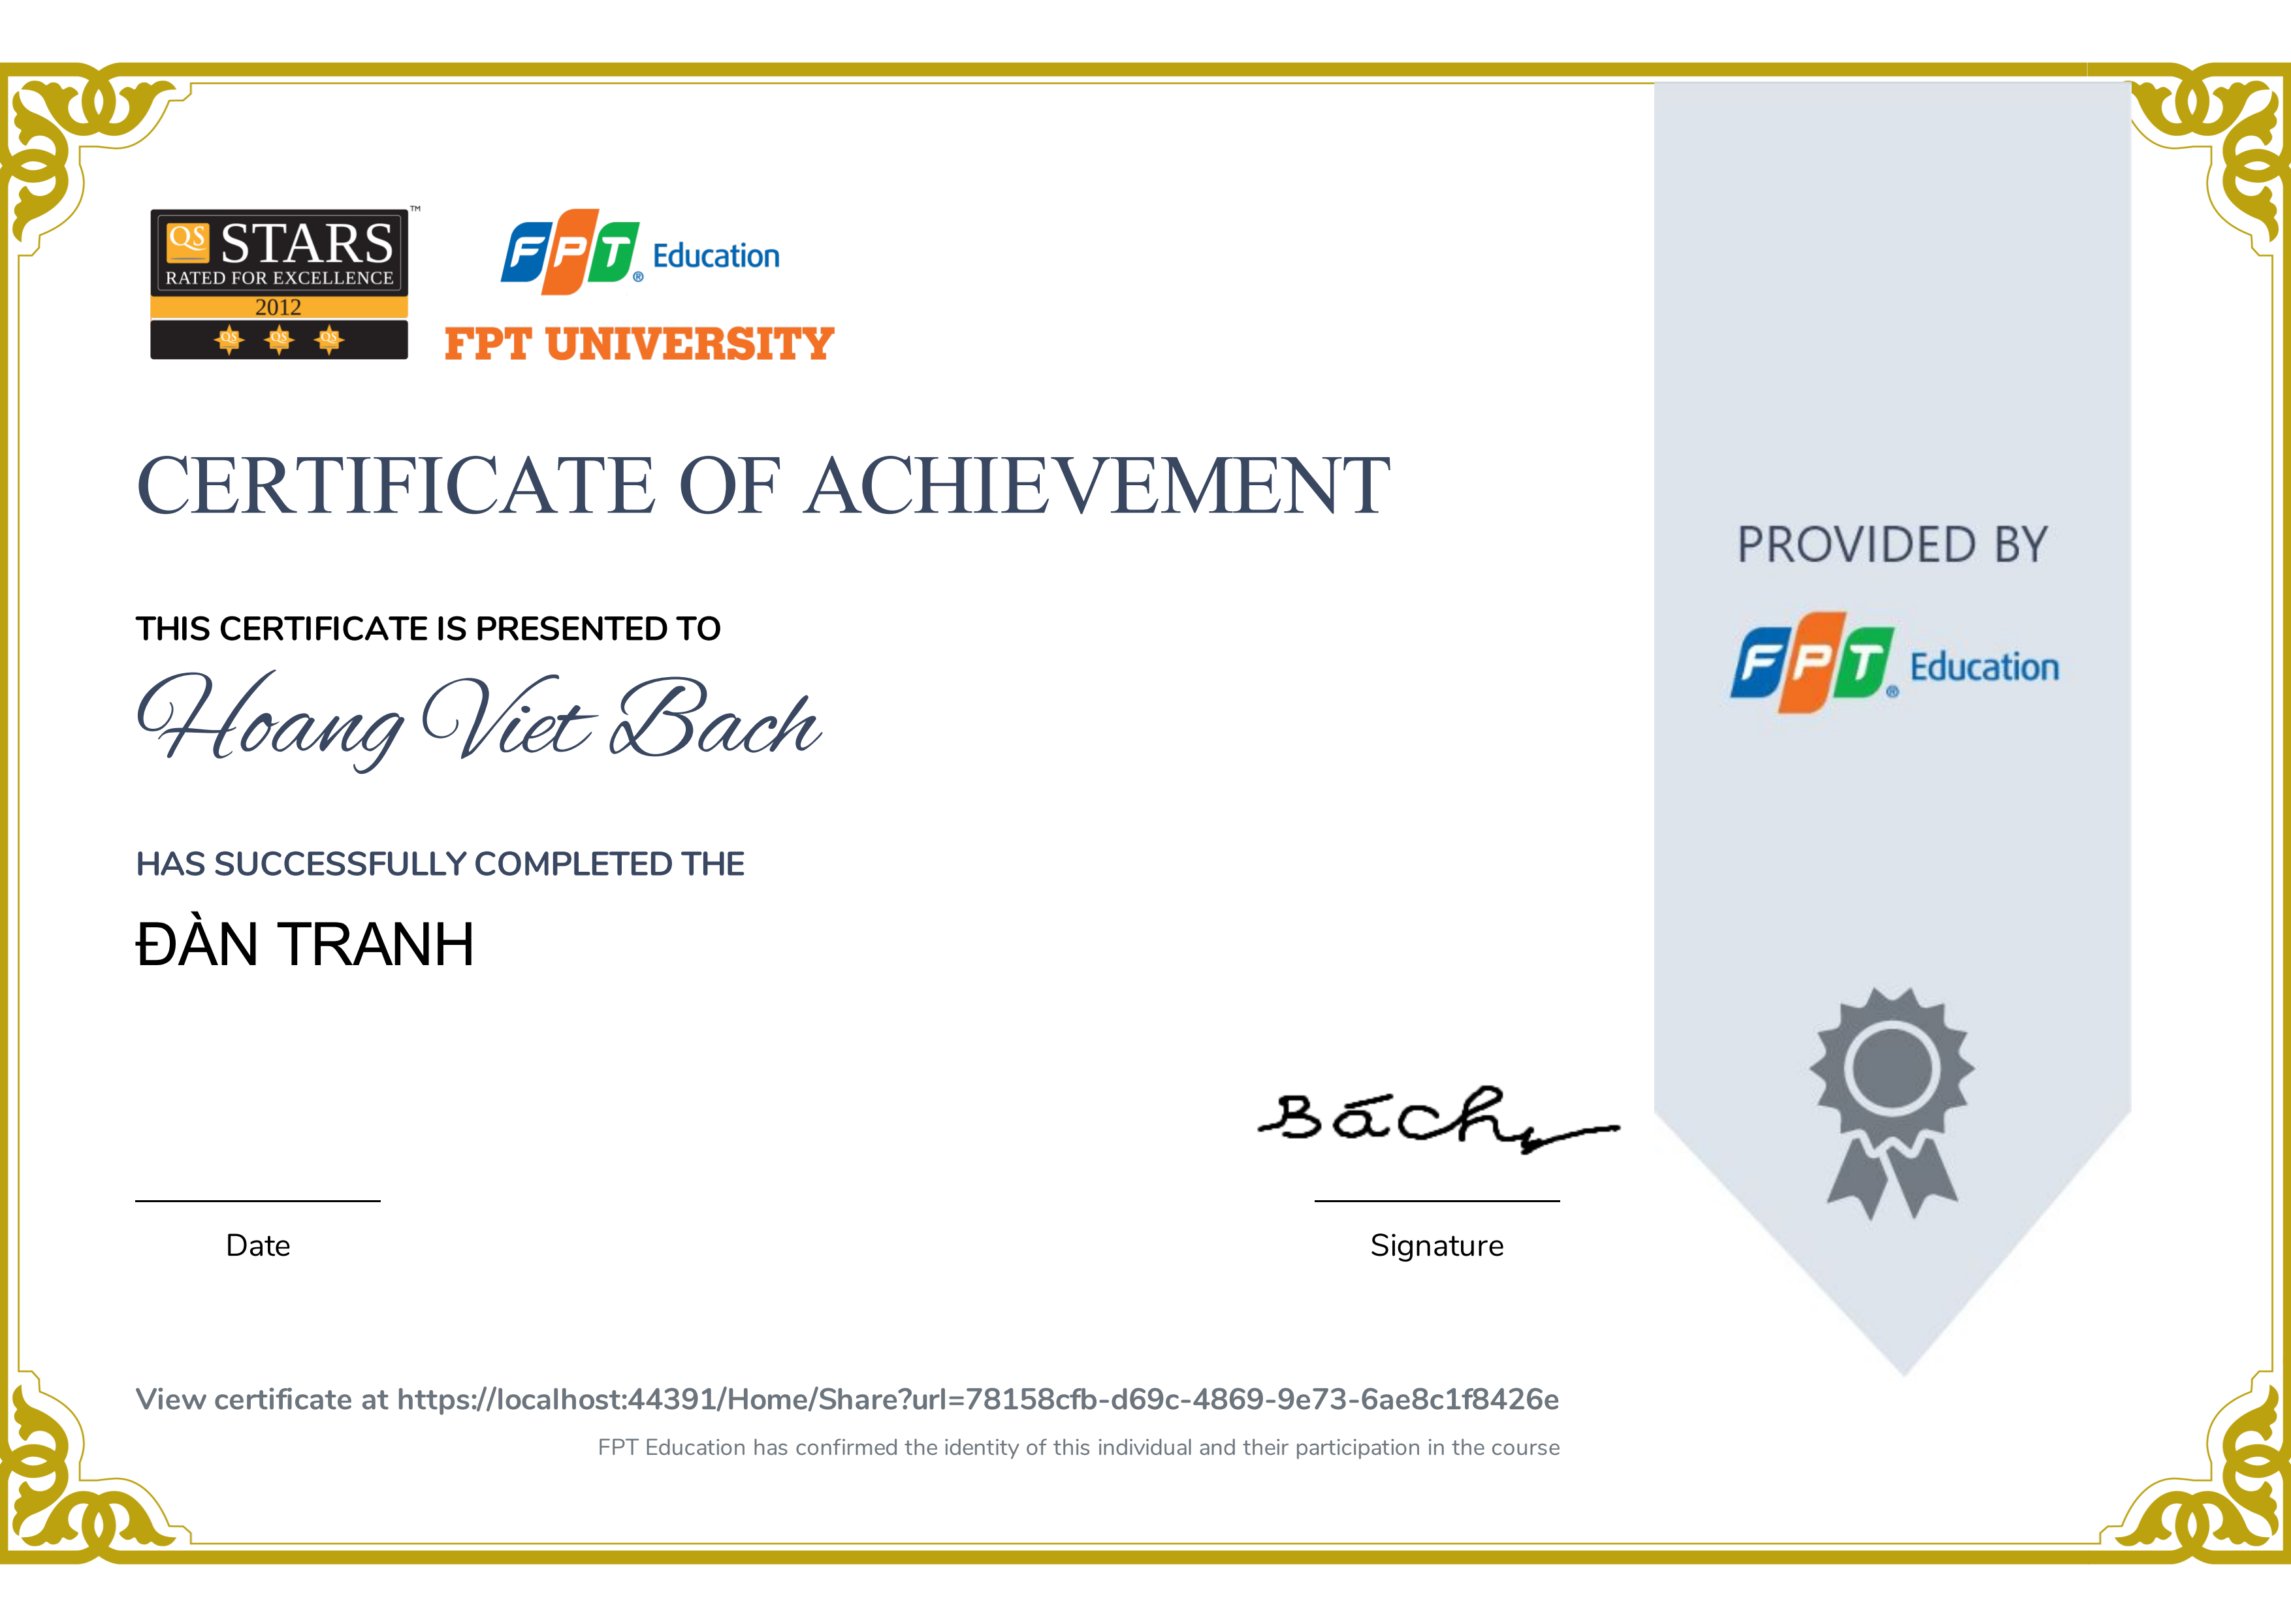 QS STARS™
RATED FOR EXCELLENCE
2012
QS QS QS
FPT® Education
FPT UNIVERSITY
CERTIFICATE OF ACHIEVEMENT
THIS CERTIFICATE IS PRESENTED TO
Hoang Viet Bach
HAS SUCCESSFULLY COMPLETED THE
ĐÀN TRANH
PROVIDED BY
FPT® Education
Bách
Date
Signature
View certificate at https://localhost:44391/Home/Share?url=78158cfb-d69c-4869-9e73-6ae8c1f8426e
FPT Education has confirmed the identity of this individual and their participation in the course